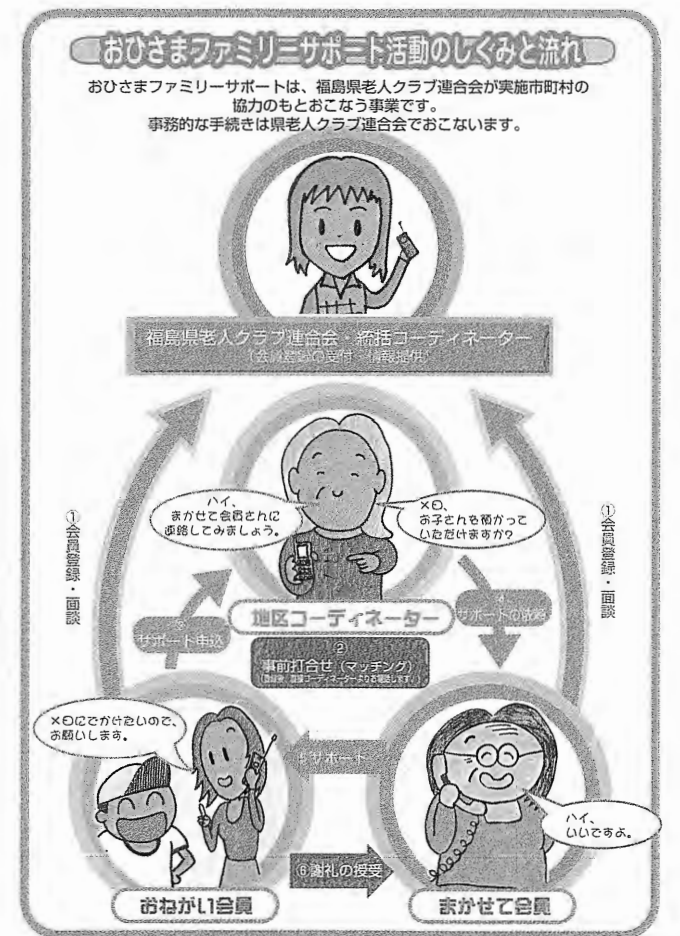 おひさまファミリーサポート活動のしくみと流れ
おひさまファミリーサポートは、福島県老人クラブ連合会が実施市町村の
協力のもとおこなう事業です。
事務的な手続きは県老人クラブ連合会でおこないます。
福島県老人クラブ連合会・統括コーディネーター
(会員登録の受付・情報提供)
①会員登録・面談
①会員登録・面談
ハイ、
まかせて会員さんに
連絡してみましょう。
×日、
お子さんを預かって
いただけますか?
地区コーディネーター
サポート申込
サポートの依頼
②
事前打合せ(マッチング)
×日にでかけたいので、
お願いします。
サポート
ハイ、
いいですよ。
⑥謝礼の授受
おねがい会員
まかせて会員